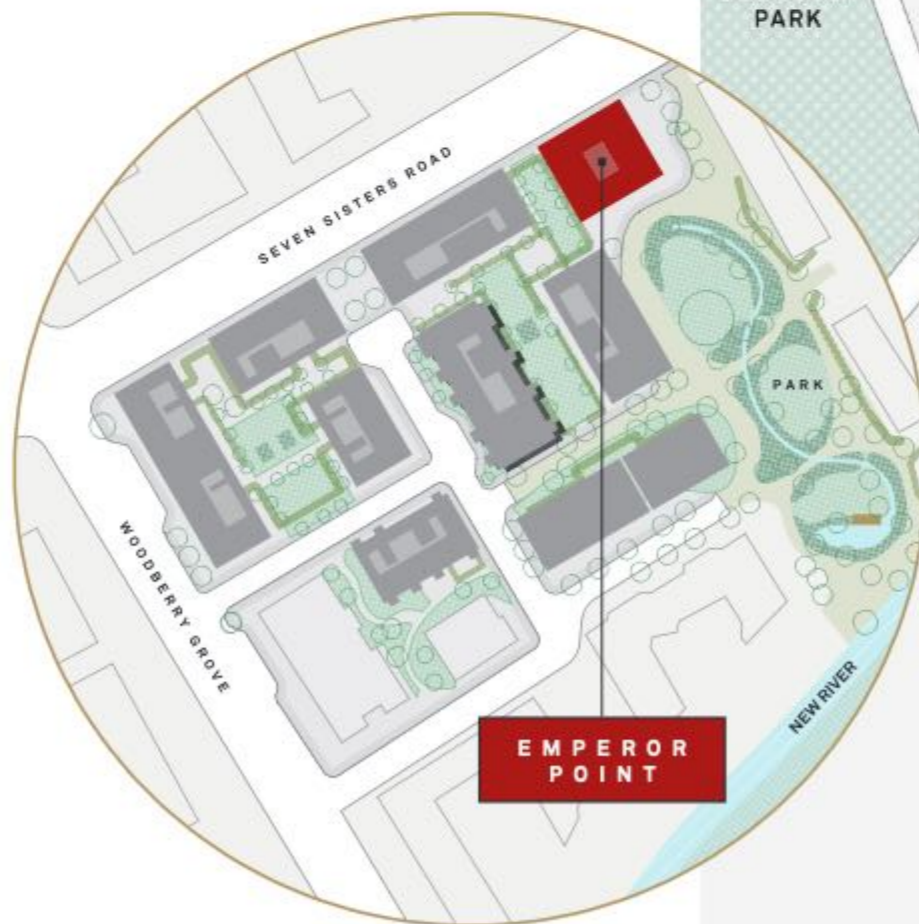 PARK
SEVEN SISTERS ROAD
PARK
WOODBERRY GROVE
NEW RIVER
EMPEROR
POINT